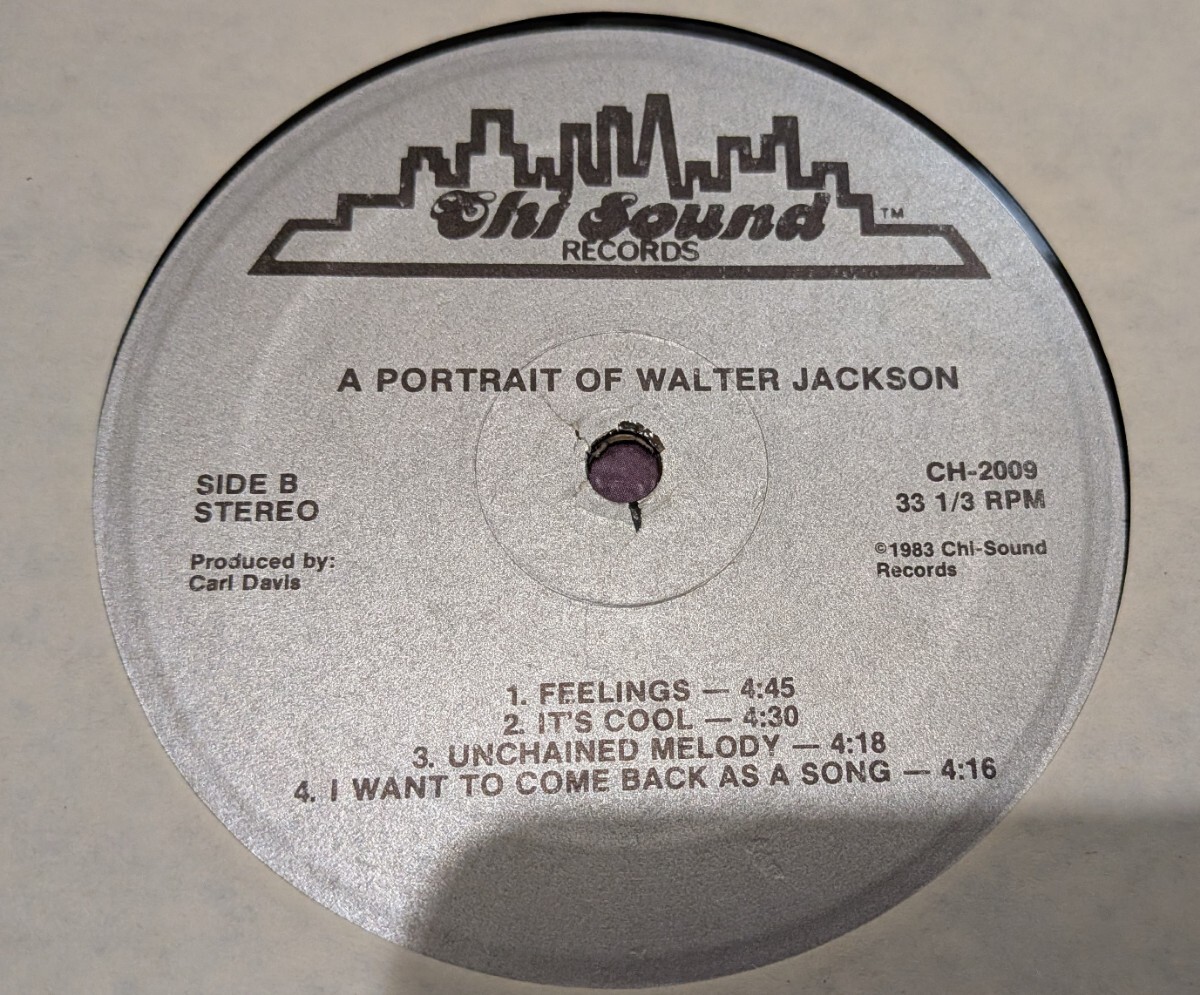 Chi Sound™
RECORDS
A PORTRAIT OF WALTER JACKSON
SIDE B
STEREO
Produced by:
Carl Davis
CH-2009
33 1/3 RPM
©1983 Chi-Sound
Records
1. FEELINGS — 4:45
2. IT'S COOL — 4:30
3. UNCHAINED MELODY — 4:18
4. I WANT TO COME BACK AS A SONG — 4:16